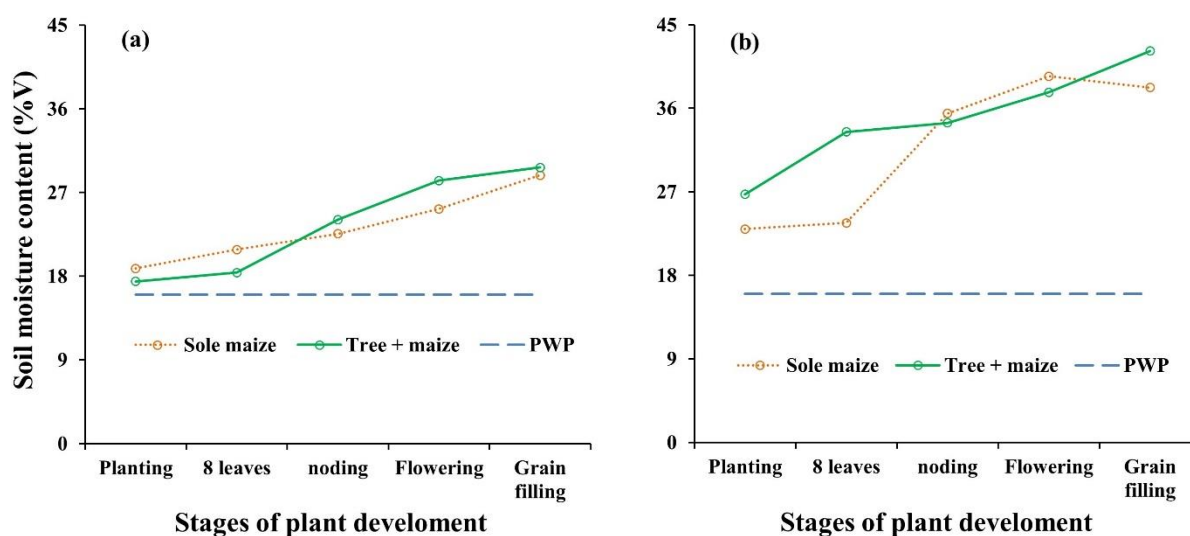 Soil moisture content (%V)
(a)
45
36
27
18
9
0
Sole maize Tree + maize PWP
Planting 8 leaves noding Flowering Grain
filling
Stages of plant develoment
(b)
45
36
27
18
9
0
Sole maize Tree + maize PWP
Planting 8 leaves noding Flowering Grain
filling
Stages of plant develoment